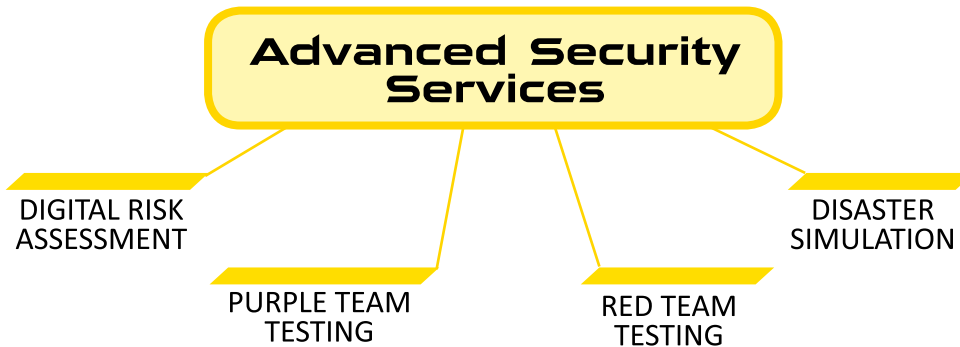 Advanced Security
Services
DIGITAL RISK
ASSESSMENT
PURPLE TEAM
TESTING
RED TEAM
TESTING
DISASTER
SIMULATION